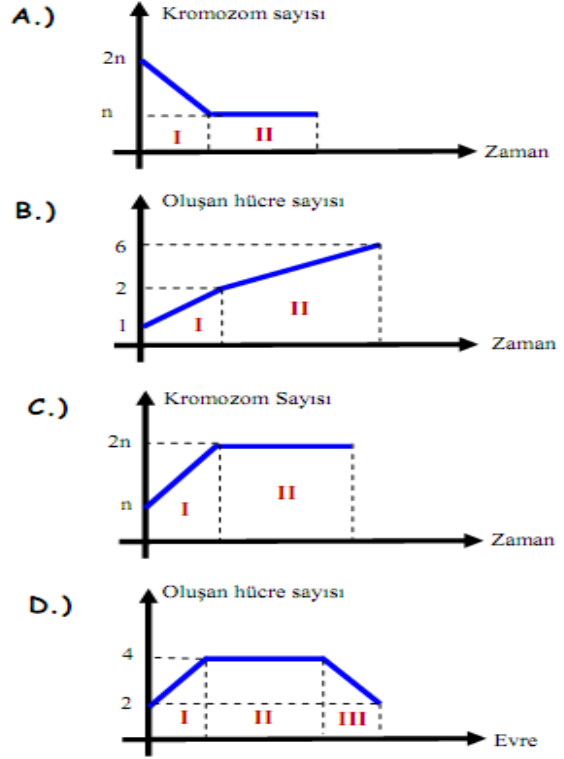 A.)
Kromozom sayısı
2n
n
I
II
Zaman
B.)
Oluşan hücre sayısı
6
2
1
I
II
Zaman
C.)
Kromozom Sayısı
2n
n
I
II
Zaman
D.)
Oluşan hücre sayısı
4
2
I
II
III
Evre